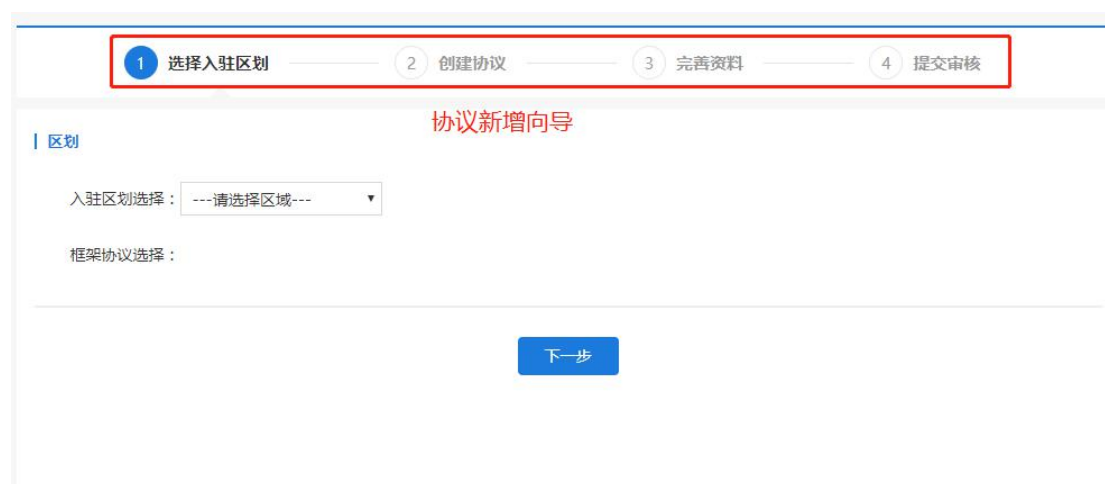 1 选择入驻区划 2 创建协议 3 完善资料 4 提交审核
协议新增向导
区划
入驻区划选择： ---请选择区域---
框架协议选择：
下一步